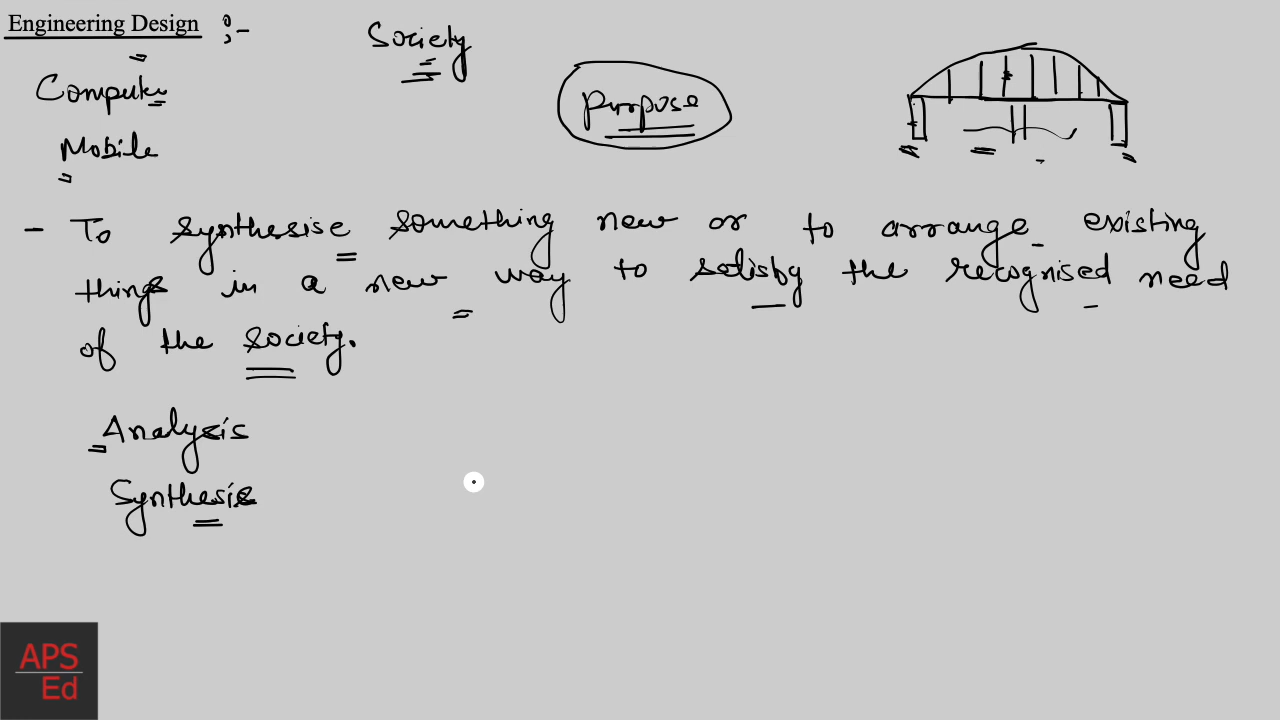 Engineering Design :-
Society
Computer
Purpose
Mobile
- To synthesise something new or to arrange existing
things in a new way to satisfy the recognised need
of the society.
Analysis
Synthesis
APS
Ed